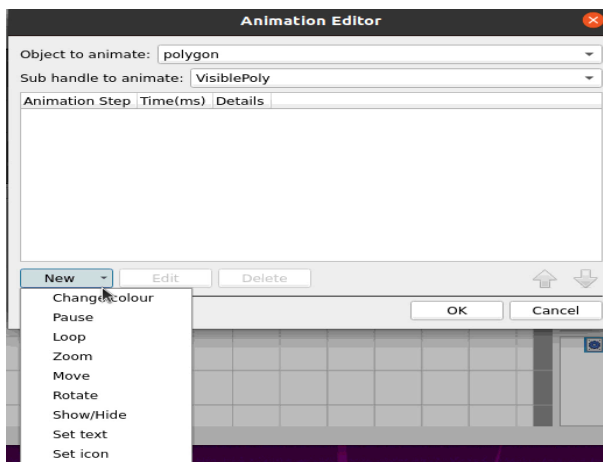 Animation Editor
Object to animate: polygon
Sub handle to animate: VisiblePoly
Animation Step Time(ms) Details
New Edit Delete
Change colour
Pause
OK Cancel
Loop
Zoom
Move
Rotate
Show/Hide
Set text
Set icon